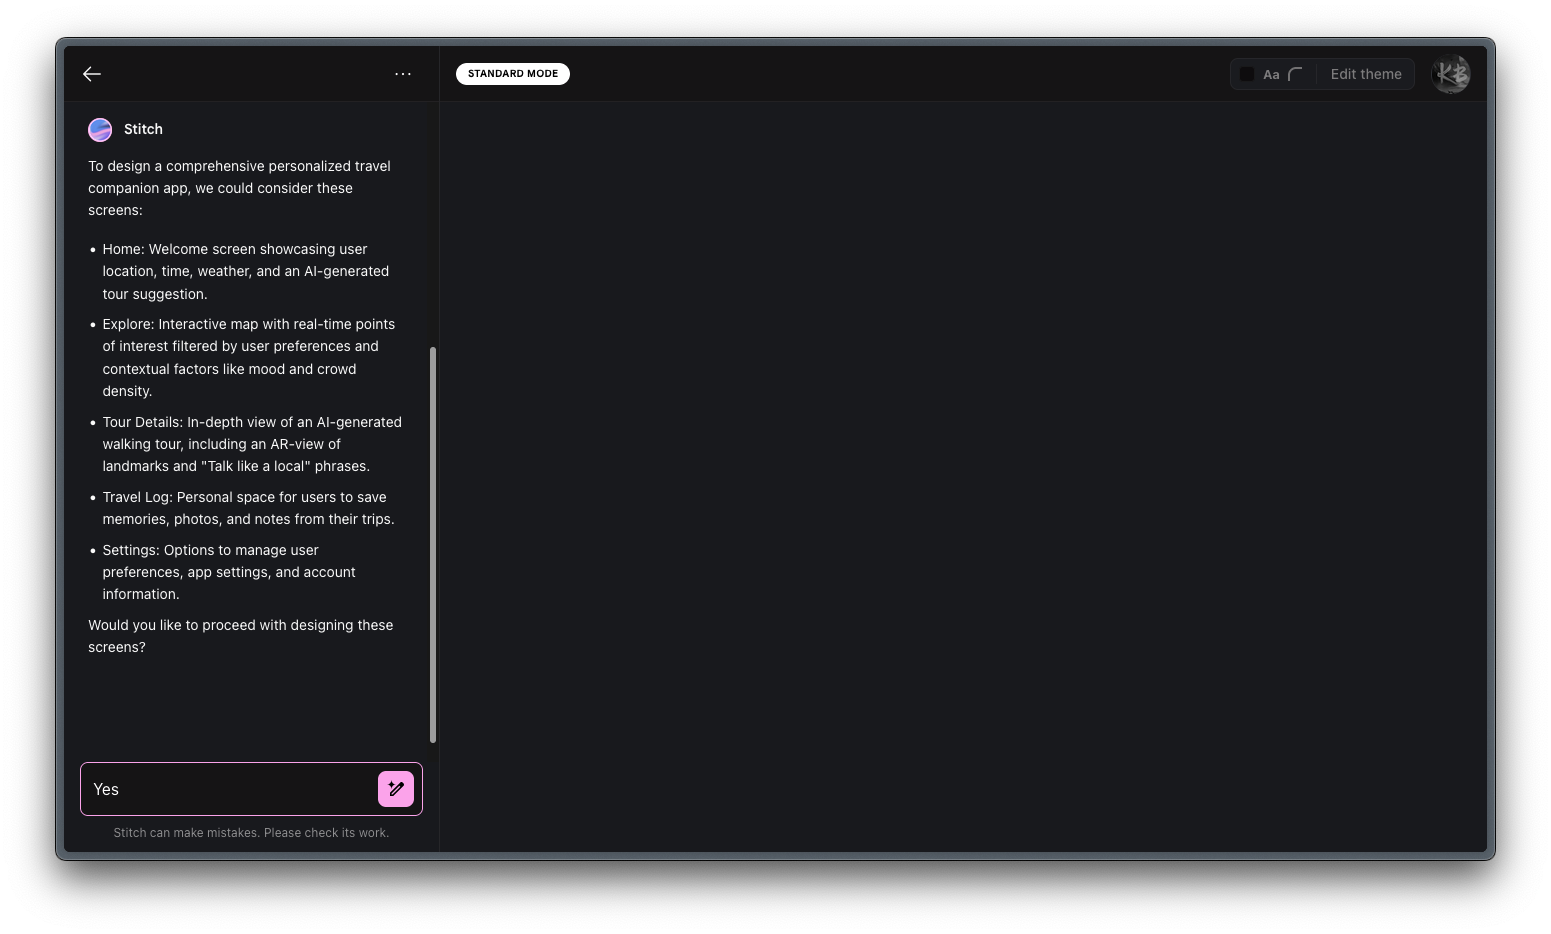 STANDARD MODE
Aa
Edit theme
KB
Stitch
To design a comprehensive personalized travel
companion app, we could consider these
screens:
• Home: Welcome screen showcasing user
location, time, weather, and an AI-generated
tour suggestion.
• Explore: Interactive map with real-time points
of interest filtered by user preferences and
contextual factors like mood and crowd
density.
• Tour Details: In-depth view of an AI-generated
walking tour, including an AR-view of
landmarks and "Talk like a local" phrases.
• Travel Log: Personal space for users to save
memories, photos, and notes from their trips.
• Settings: Options to manage user
preferences, app settings, and account
information.
Would you like to proceed with designing these
screens?
Yes
Stitch can make mistakes. Please check its work.